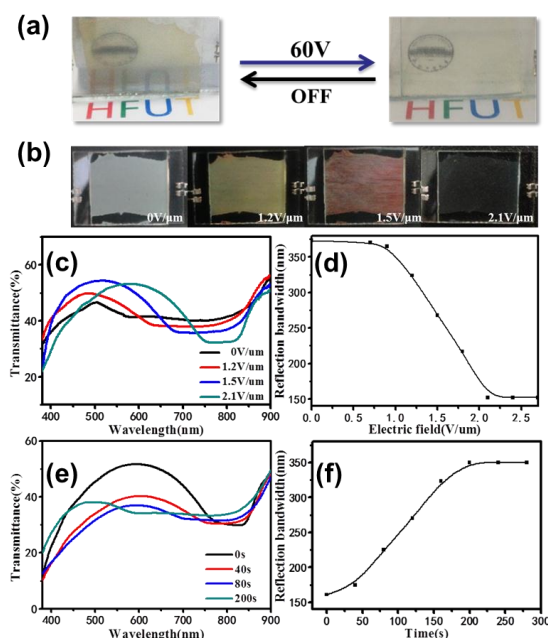 (a)
60V
OFF
HFUT
HFUT
(b)
0V/μm
1.2V/μm
1.5V/μm
2.1V/μm
(c)
Transmittance(%)
60
40
20
400 500 600 700 800 900
Wavelength(nm)
0V/um
1.2V/um
1.5V/um
2.1V/um
(d)
Reflection bandwidth(nm)
350
300
250
200
150
0.0 0.5 1.0 1.5 2.0 2.5
Electric field(V/um)
(e)
Transmittance(%)
60
40
20
0
400 500 600 700 800 900
Wavelength(nm)
0s
40s
80s
200s
(f)
Reflection bandwidth(nm)
350
300
250
200
150
0 50 100 150 200 250 300
Time(s)